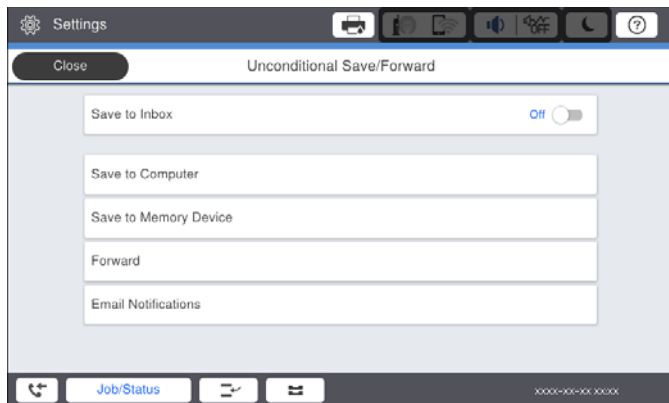 Settings
OFF
?
Close
Unconditional Save/Forward
Save to Inbox
Off
Save to Computer
Save to Memory Device
Forward
Email Notifications
Job/Status
xxxx-xx-xx xx:xx